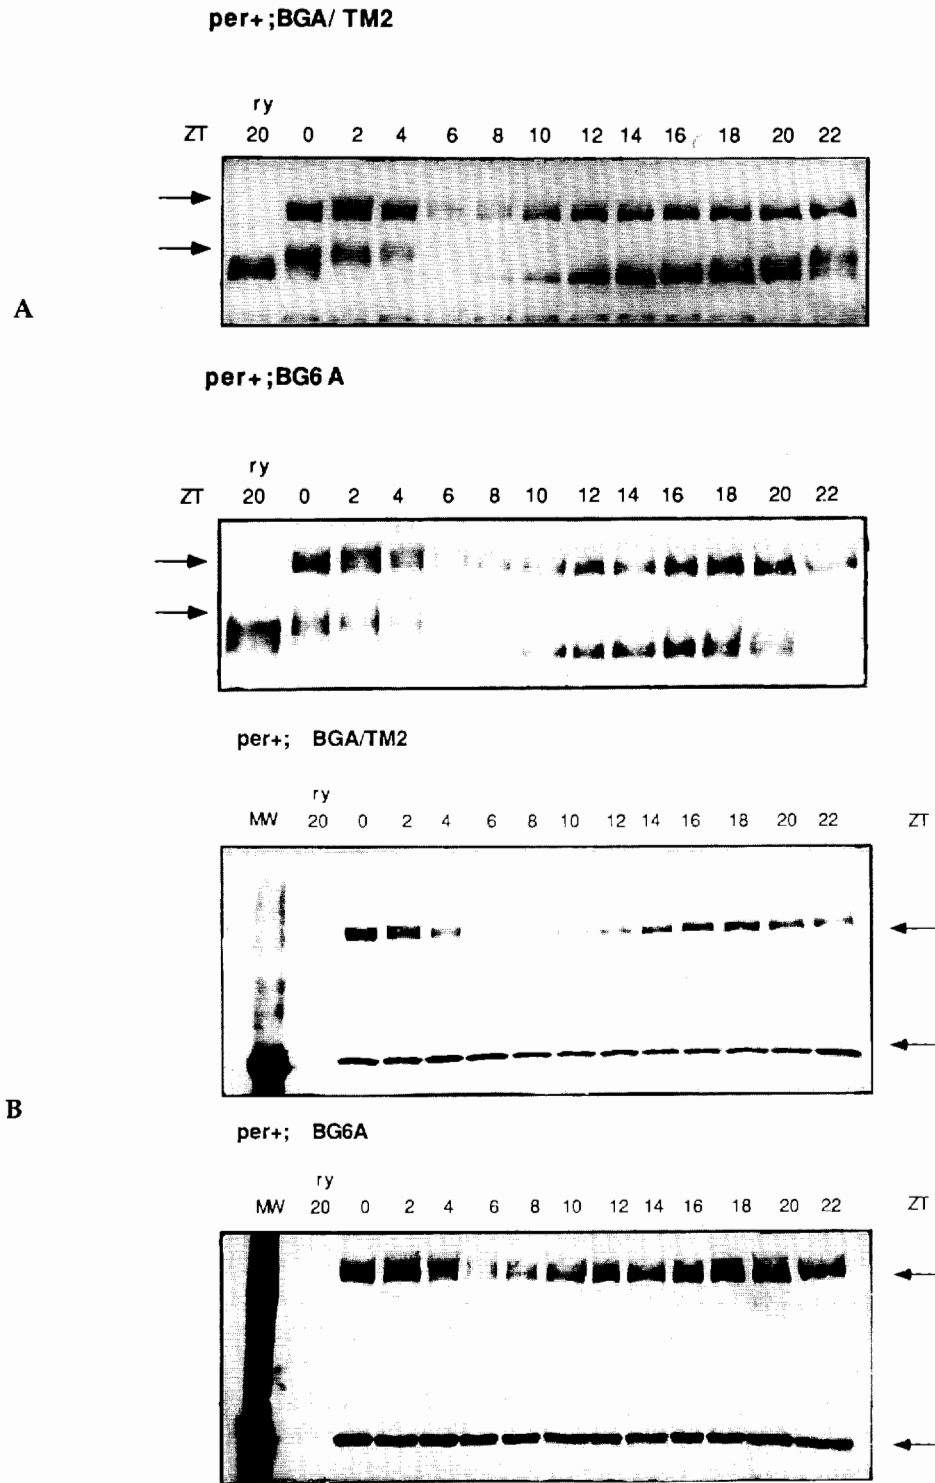 per+;BGA/ TM2
ry
ZT 20 0 2 4 6 8 10 12 14 16 18 20 22
A
per+;BG6 A
ry
ZT 20 0 2 4 6 8 10 12 14 16 18 20 22
per+; BGA/TM2
ry
MW 20 0 2 4 6 8 10 12 14 16 18 20 22 ZT
B
per+; BG6A
ry
MW 20 0 2 4 6 8 10 12 14 16 18 20 22 ZT